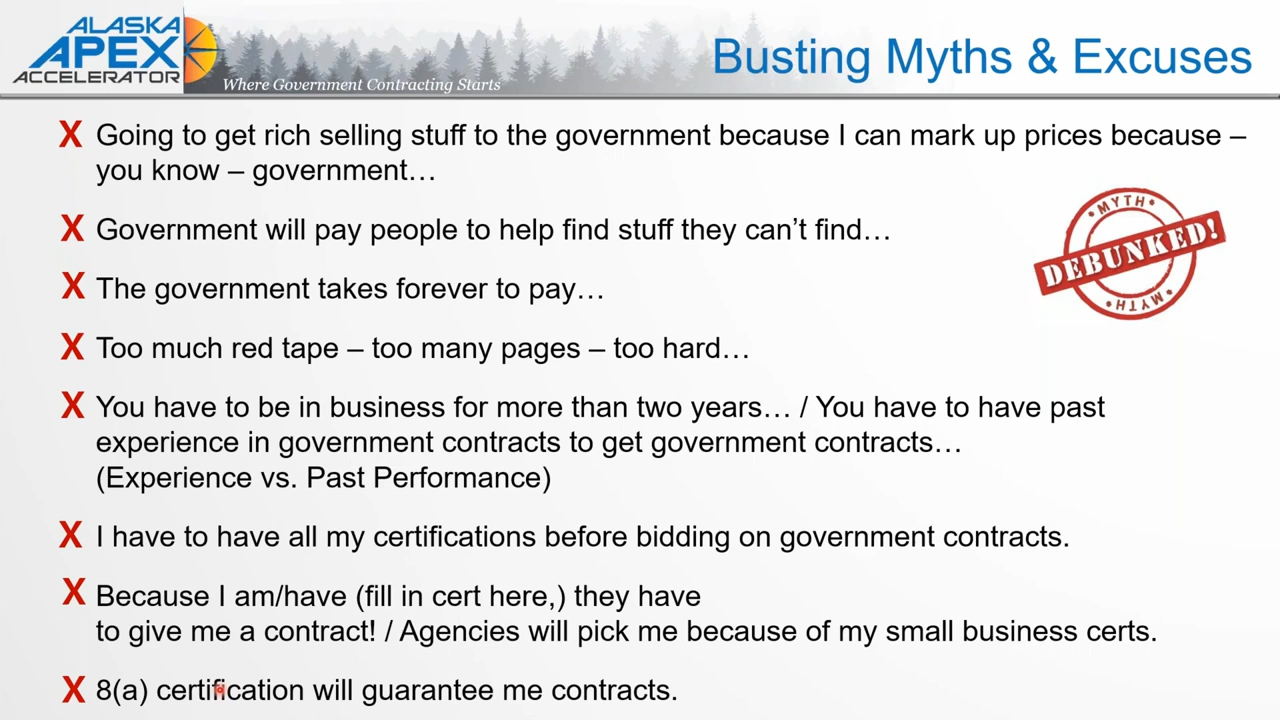 ALASKA
APEX
ACCELERATOR
Where Government Contracting Starts
Busting Myths & Excuses
X Going to get rich selling stuff to the government because I can mark up prices because –
you know – government…
X Government will pay people to help find stuff they can’t find…
MYTH
DEBUNKED!
MYTH
X The government takes forever to pay…
X Too much red tape – too many pages – too hard…
X You have to be in business for more than two years… / You have to have past
experience in government contracts to get government contracts…
(Experience vs. Past Performance)
X I have to have all my certifications before bidding on government contracts.
X Because I am/have (fill in cert here,) they have
to give me a contract! / Agencies will pick me because of my small business certs.
X 8(a) certification will guarantee me contracts.